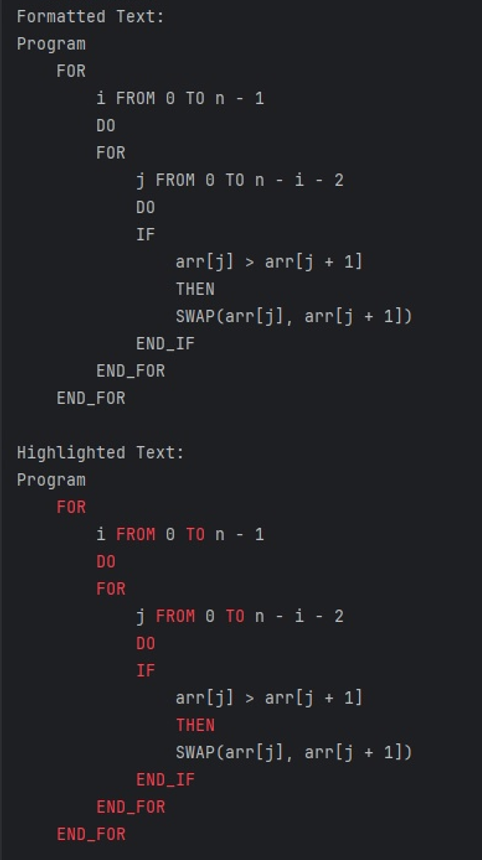 Formatted Text:
Program
    FOR
        i FROM 0 TO n - 1
        DO
        FOR
            j FROM 0 TO n - i - 2
            DO
            IF
                arr[j] > arr[j + 1]
                THEN
                SWAP(arr[j], arr[j + 1])
            END_IF
        END_FOR
    END_FOR

Highlighted Text:
Program
    FOR
        i FROM 0 TO n - 1
        DO
        FOR
            j FROM 0 TO n - i - 2
            DO
            IF
                arr[j] > arr[j + 1]
                THEN
                SWAP(arr[j], arr[j + 1])
            END_IF
        END_FOR
    END_FOR